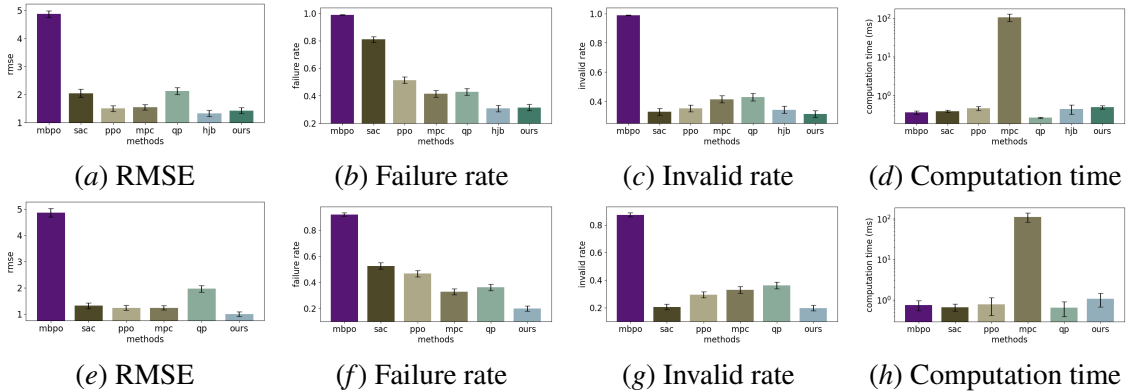 rmse
5
4
3
2
1
mbpo sac ppo mpc qp hjb ours
methods
(a) RMSE
failure rate
1.0
0.8
0.6
0.4
0.2
mbpo sac ppo mpc qp hjb ours
methods
(b) Failure rate
invalid rate
1.0
0.8
0.6
0.4
mbpo sac ppo mpc qp hjb ours
methods
(c) Invalid rate
computation time (ms)
10²
10¹
10⁰
mbpo sac ppo mpc qp hjb ours
methods
(d) Computation time
rmse
5
4
3
2
1
mbpo sac ppo mpc qp ours
methods
(e) RMSE
failure rate
0.8
0.6
0.4
0.2
mbpo sac ppo mpc qp ours
methods
(f) Failure rate
invalid rate
0.8
0.6
0.4
0.2
mbpo sac ppo mpc qp ours
methods
(g) Invalid rate
computation time (ms)
10²
10¹
10⁰
mbpo sac ppo mpc qp ours
methods
(h) Computation time